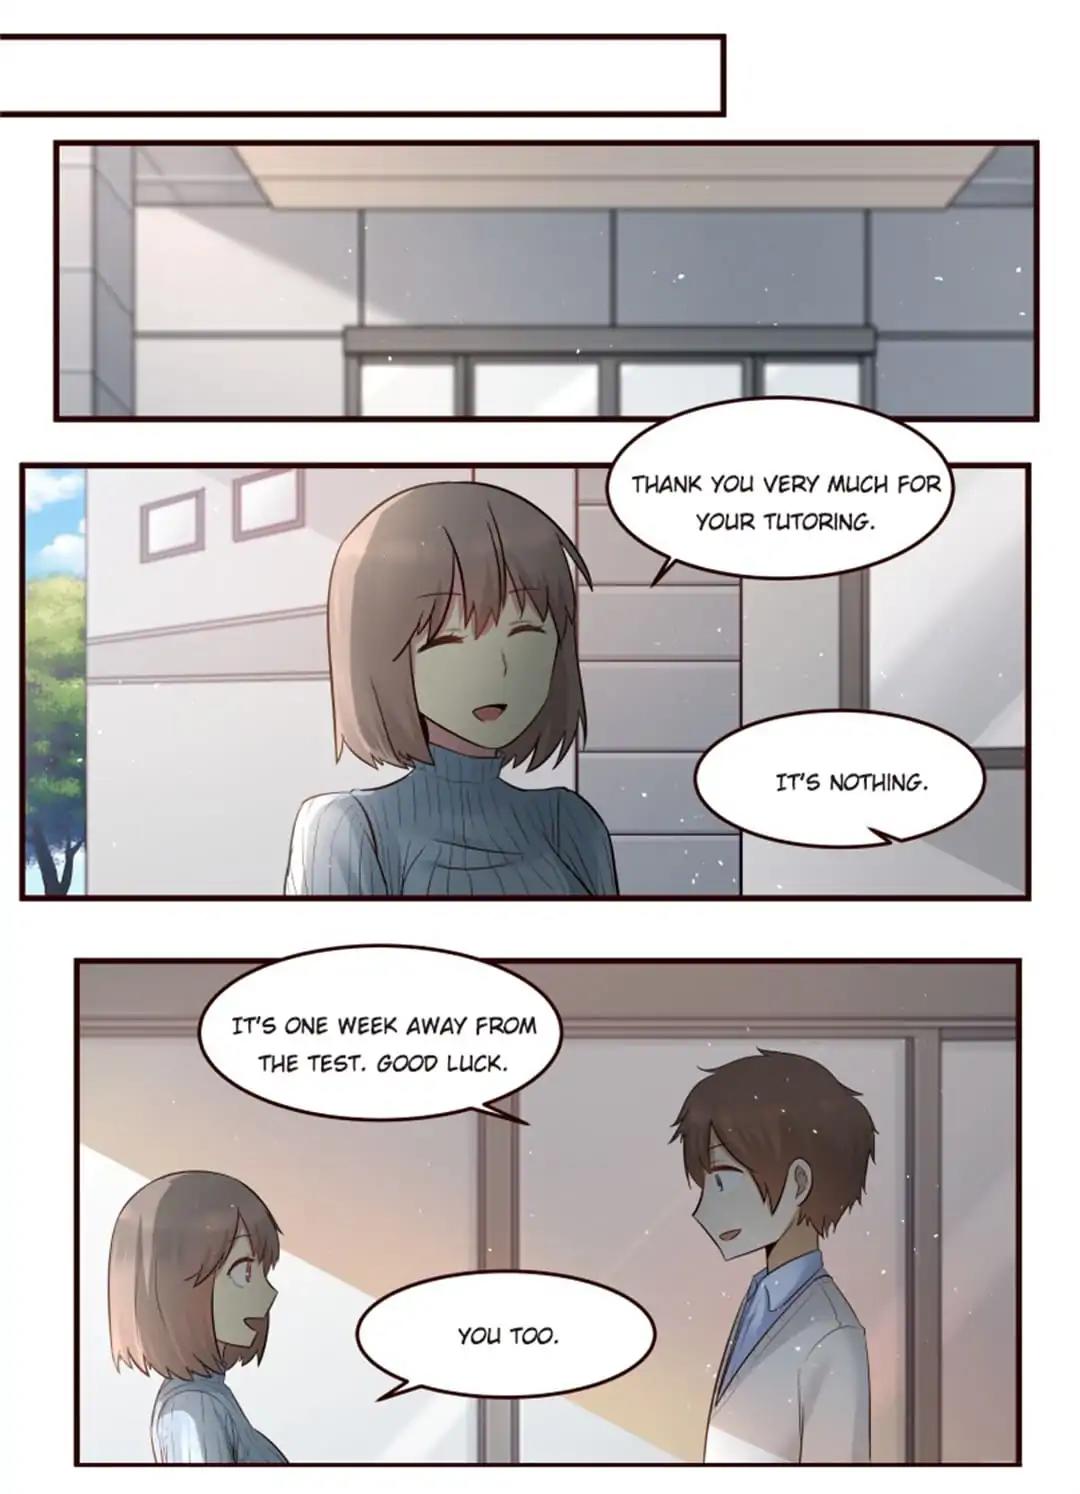 THANK YOU VERY MUCH FOR
YOUR TUTORING.
IT'S NOTHING.
IT'S ONE WEEK AWAY FROM
THE TEST. GOOD LUCK.
YOU TOO.